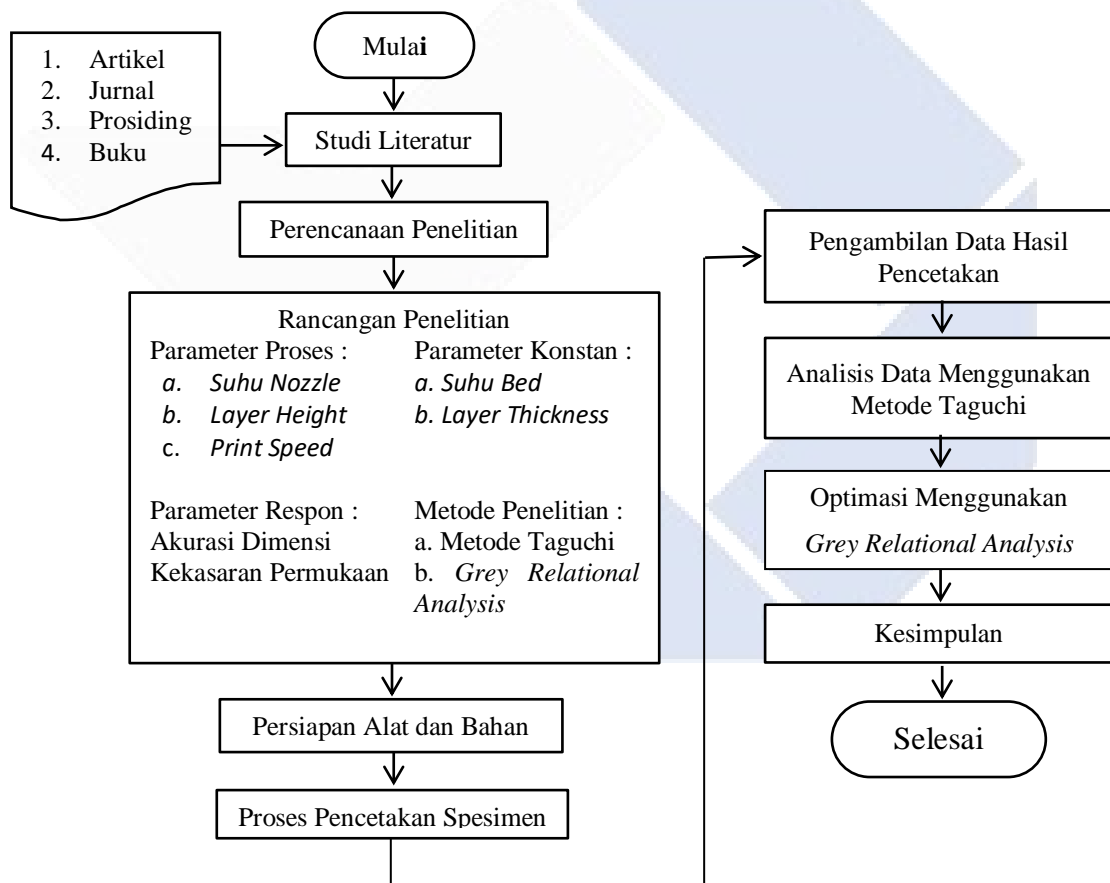 Mulai
1. Artikel
2. Jurnal
3. Prosiding
4. Buku
Studi Literatur
Perencanaan Penelitian
Rancangan Penelitian
Parameter Proses :
a. Suhu Nozzle
b. Layer Height
c. Print Speed
Parameter Konstan :
a. Suhu Bed
b. Layer Thickness
Parameter Respon :
Akurasi Dimensi
Kekasaran Permukaan
Metode Penelitian :
a. Metode Taguchi
b. Grey Relational
Analysis
Persiapan Alat dan Bahan
Proses Pencetakan Spesimen
Pengambilan Data Hasil
Pencetakan
Analisis Data Menggunakan
Metode Taguchi
Optimasi Menggunakan
Grey Relational Analysis
Kesimpulan
Selesai